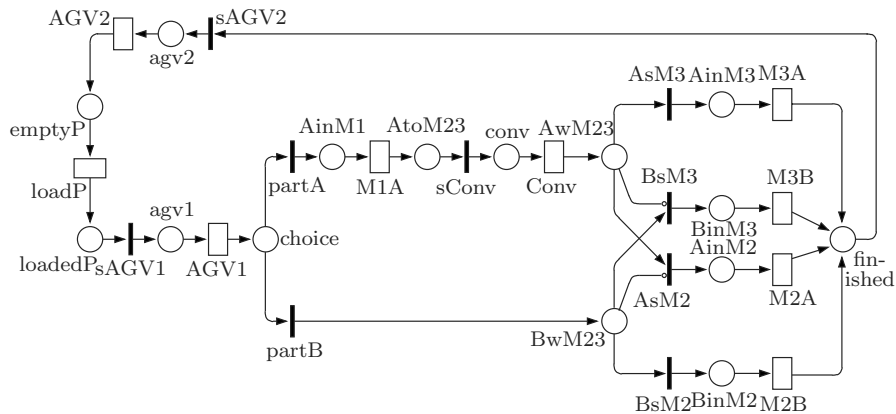 AGV2
sAGV2
agv2
emptyP
loadP
loadedP
sAGV1
agv1
AGV1
choice
partA
AinM1
M1A
AtoM23
sConv
conv
Conv
AwM23
AsM3
AinM3
M3A
BsM3
BinM3
M3B
AinM2
AsM2
M2A
fin-
ished
partB
BwM23
BsM2
BinM2
M2B